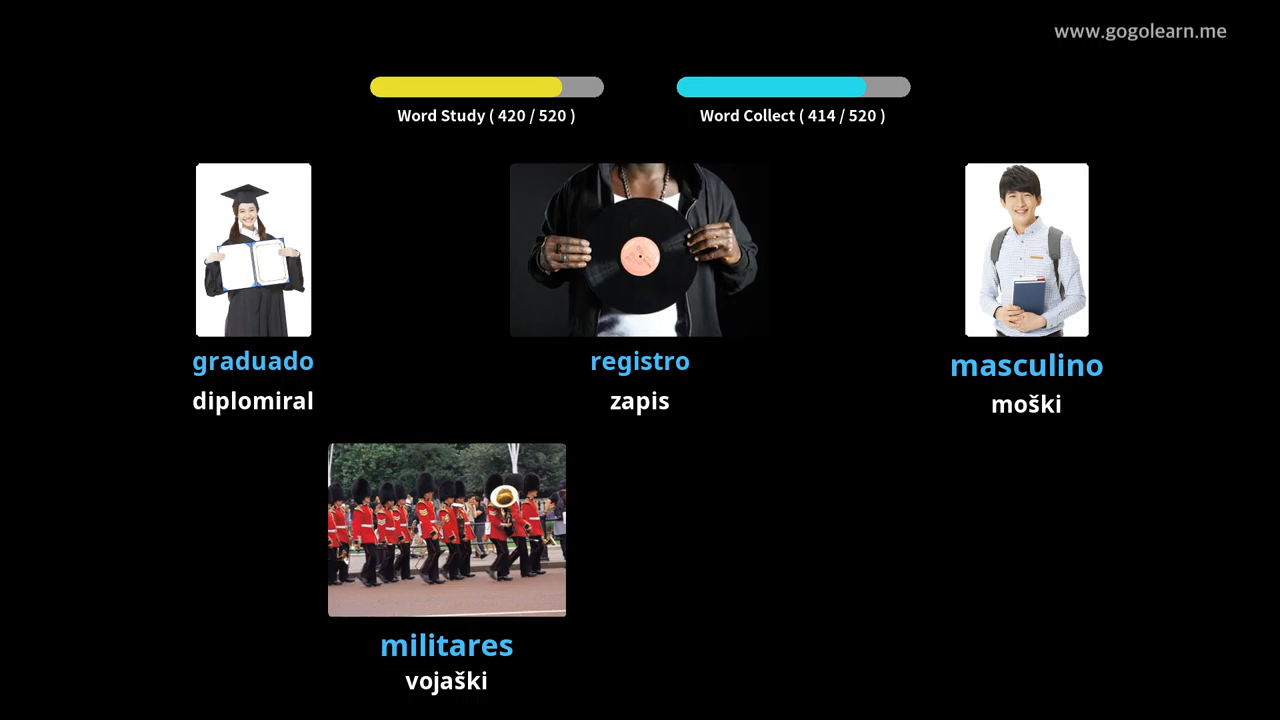 www.gogolearn.me
Word Study ( 420 / 520 )
Word Collect ( 414 / 520 )
graduado
diplomiral
registro
zapis
masculino
moški
militares
vojaški